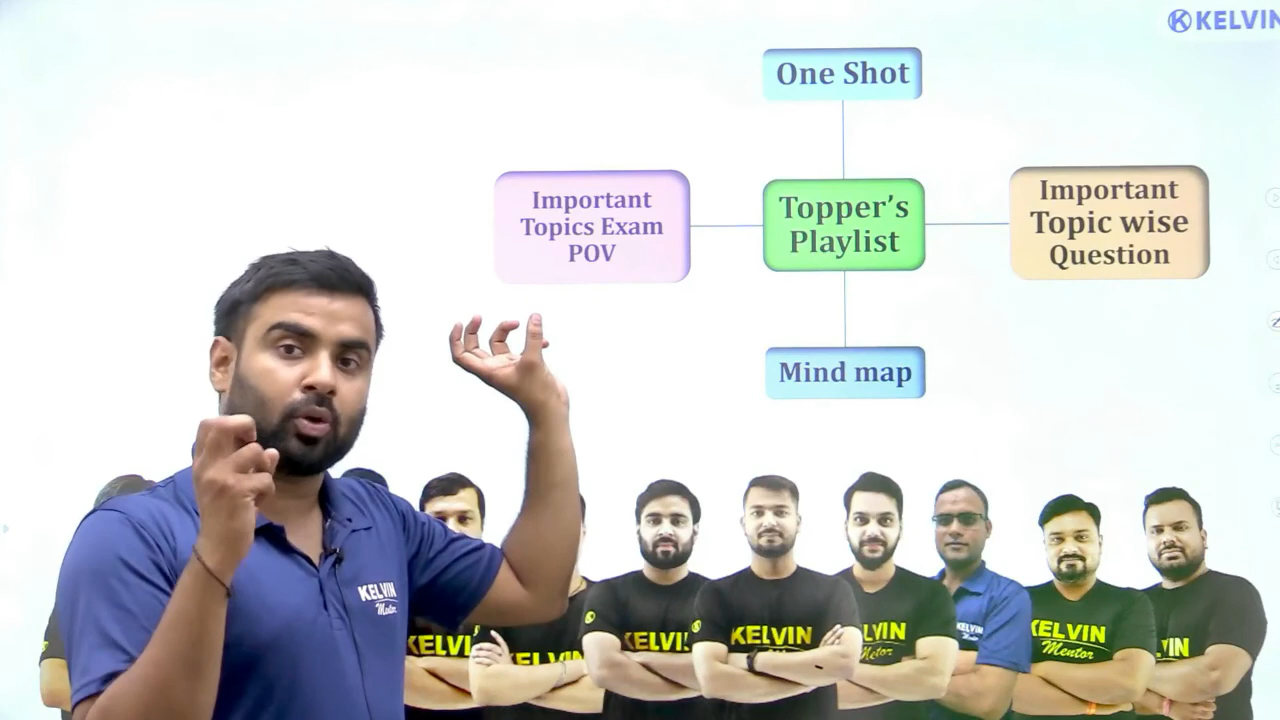 KELVIN
One Shot
Important
Topics Exam
POV
Topper's
Playlist
Important
Topic wise
Question
Mind map
KELVIN
Mentor
KELVIN
KELVIN
KELVIN
KELVIN
KELVIN
Mentor
KELVIN
Mentor